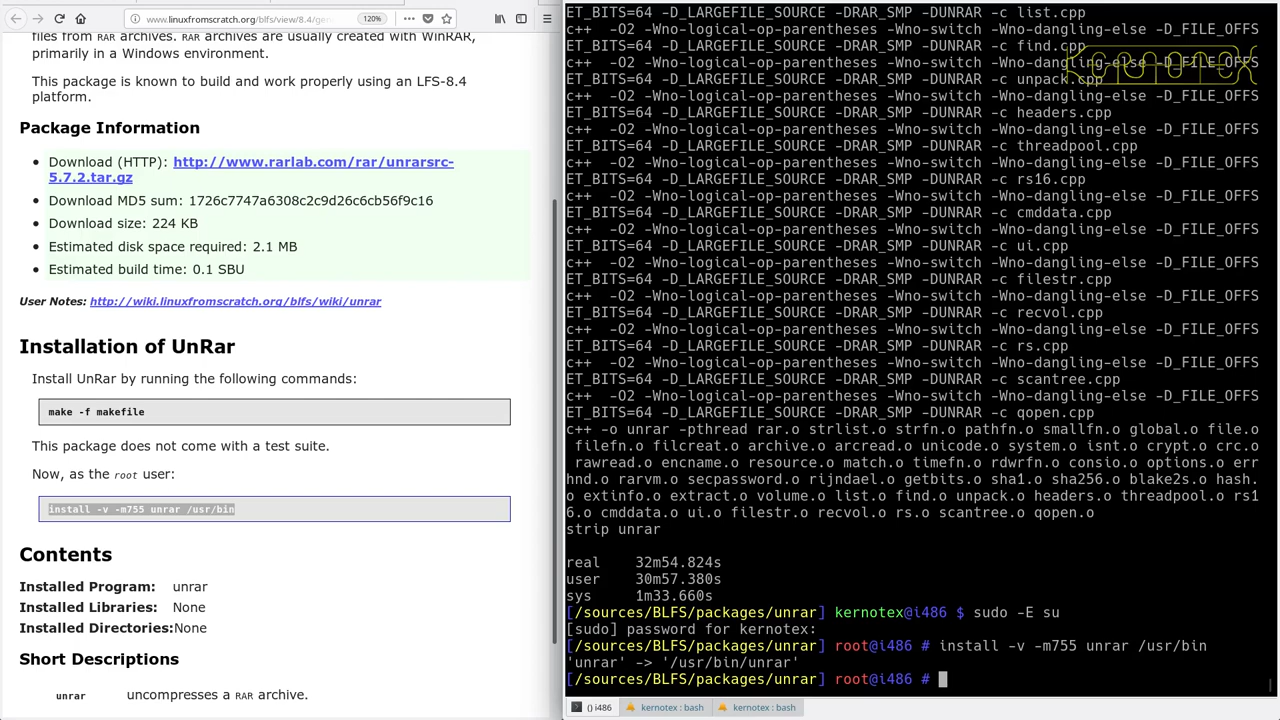 www.linuxfromscratch.org/blfs/view/8.4/gen
120%
files from RAR archives. RAR archives are usually created with WinRAR,
primarily in a Windows environment.
This package is known to build and work properly using an LFS-8.4
platform.
Package Information
Download (HTTP): http://www.rarlab.com/rar/unrarsrc-
5.7.2.tar.gz
Download MD5 sum: 1726c7747a6308c2c9d26c6cb56f9c16
Download size: 224 KB
Estimated disk space required: 2.1 MB
Estimated build time: 0.1 SBU
User Notes: http://wiki.linuxfromscratch.org/blfs/wiki/unrar
Installation of UnRar
Install UnRar by running the following commands:
make -f makefile
This package does not come with a test suite.
Now, as the root user:
install -v -m755 unrar /usr/bin
Contents
Installed Program: unrar
Installed Libraries: None
Installed Directories:None
Short Descriptions
unrar uncompresses a RAR archive.
ET_BITS=64 -D_LARGEFILE_SOURCE -DRAR_SMP -DUNRAR -c list.cpp
c++  -O2 -Wno-logical-op-parentheses -Wno-switch -Wno-dangling-else -D_FILE_OFFS
ET_BITS=64 -D_LARGEFILE_SOURCE -DRAR_SMP -DUNRAR -c find.cpp
c++  -O2 -Wno-logical-op-parentheses -Wno-switch -Wno-dangling-else -D_FILE_OFFS
ET_BITS=64 -D_LARGEFILE_SOURCE -DRAR_SMP -DUNRAR -c unpack.cpp
c++  -O2 -Wno-logical-op-parentheses -Wno-switch -Wno-dangling-else -D_FILE_OFFS
ET_BITS=64 -D_LARGEFILE_SOURCE -DRAR_SMP -DUNRAR -c headers.cpp
c++  -O2 -Wno-logical-op-parentheses -Wno-switch -Wno-dangling-else -D_FILE_OFFS
ET_BITS=64 -D_LARGEFILE_SOURCE -DRAR_SMP -DUNRAR -c threadpool.cpp
c++  -O2 -Wno-logical-op-parentheses -Wno-switch -Wno-dangling-else -D_FILE_OFFS
ET_BITS=64 -D_LARGEFILE_SOURCE -DRAR_SMP -DUNRAR -c rs16.cpp
c++  -O2 -Wno-logical-op-parentheses -Wno-switch -Wno-dangling-else -D_FILE_OFFS
ET_BITS=64 -D_LARGEFILE_SOURCE -DRAR_SMP -DUNRAR -c cmddata.cpp
c++  -O2 -Wno-logical-op-parentheses -Wno-switch -Wno-dangling-else -D_FILE_OFFS
ET_BITS=64 -D_LARGEFILE_SOURCE -DRAR_SMP -DUNRAR -c ui.cpp
c++  -O2 -Wno-logical-op-parentheses -Wno-switch -Wno-dangling-else -D_FILE_OFFS
ET_BITS=64 -D_LARGEFILE_SOURCE -DRAR_SMP -DUNRAR -c filestr.cpp
c++  -O2 -Wno-logical-op-parentheses -Wno-switch -Wno-dangling-else -D_FILE_OFFS
ET_BITS=64 -D_LARGEFILE_SOURCE -DRAR_SMP -DUNRAR -c recvol.cpp
c++  -O2 -Wno-logical-op-parentheses -Wno-switch -Wno-dangling-else -D_FILE_OFFS
ET_BITS=64 -D_LARGEFILE_SOURCE -DRAR_SMP -DUNRAR -c rs.cpp
c++  -O2 -Wno-logical-op-parentheses -Wno-switch -Wno-dangling-else -D_FILE_OFFS
ET_BITS=64 -D_LARGEFILE_SOURCE -DRAR_SMP -DUNRAR -c scantree.cpp
c++  -O2 -Wno-logical-op-parentheses -Wno-switch -Wno-dangling-else -D_FILE_OFFS
ET_BITS=64 -D_LARGEFILE_SOURCE -DRAR_SMP -DUNRAR -c qopen.cpp
c++ -o unrar -pthread rar.o strlist.o strfn.o pathfn.o smallfn.o global.o file.o
filefn.o filcreat.o archive.o arcread.o unicode.o system.o isnt.o crypt.o crc.o
rawread.o encname.o resource.o match.o timefn.o rdwrfn.o consio.o options.o err
hnd.o rarvm.o secpassword.o rijndael.o getbits.o sha1.o sha256.o blake2s.o hash.
o extinfo.o extract.o volume.o list.o find.o unpack.o headers.o threadpool.o rs1
6.o cmddata.o ui.o filestr.o recvol.o rs.o scantree.o qopen.o
strip unrar
real 32m54.824s
user 30m57.380s
sys 1m33.660s
[/sources/BLFS/packages/unrar] kernotex@i486 $ sudo -E su
[sudo] password for kernotex:
[/sources/BLFS/packages/unrar] root@i486 # install -v -m755 unrar /usr/bin
'unrar' -> '/usr/bin/unrar'
[/sources/BLFS/packages/unrar] root@i486 #
Kernotex
() i486
kernotex : bash
kernotex : bash